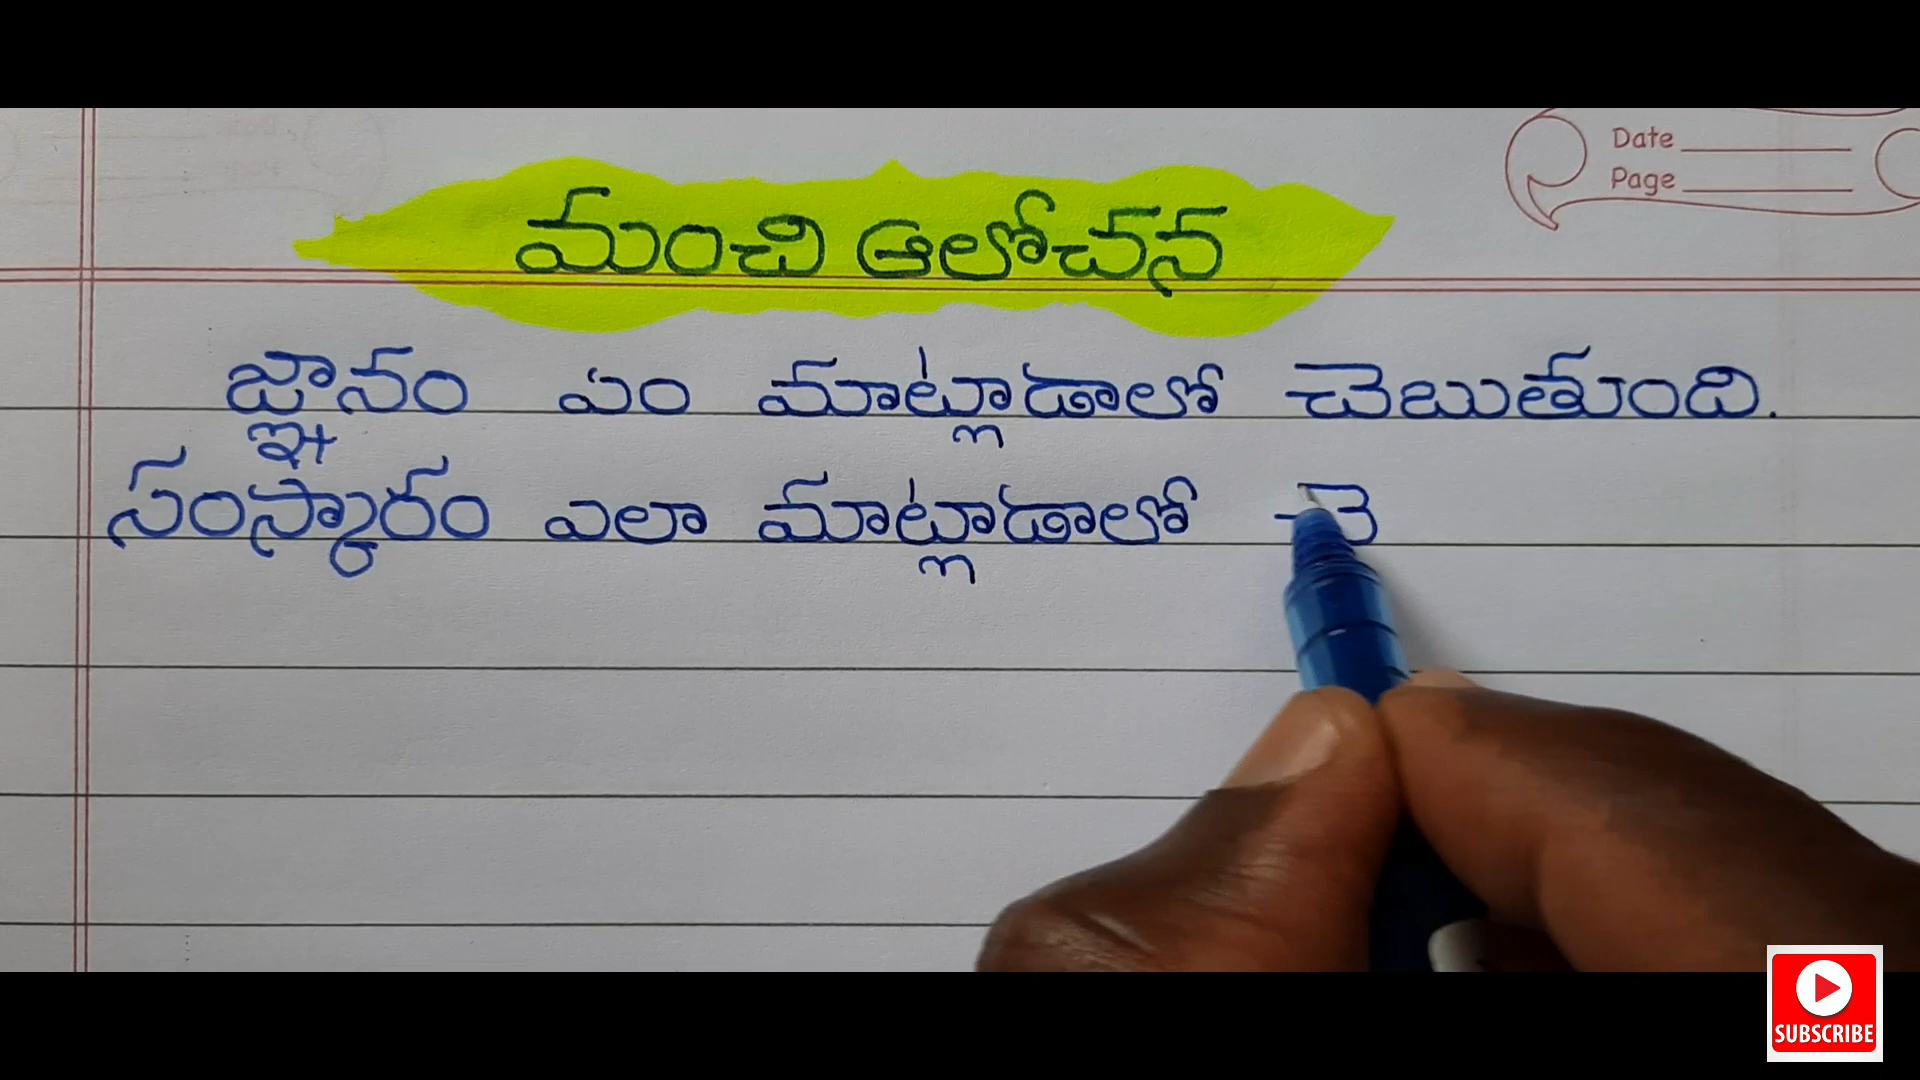 Date
Page
మంచి ఆలోచన
జ్ఞానం ఏం మాట్లాడాలో చెబుతుంది.
సంస్కారం ఎలా మాట్లాడాలో చె
SUBSCRIBE